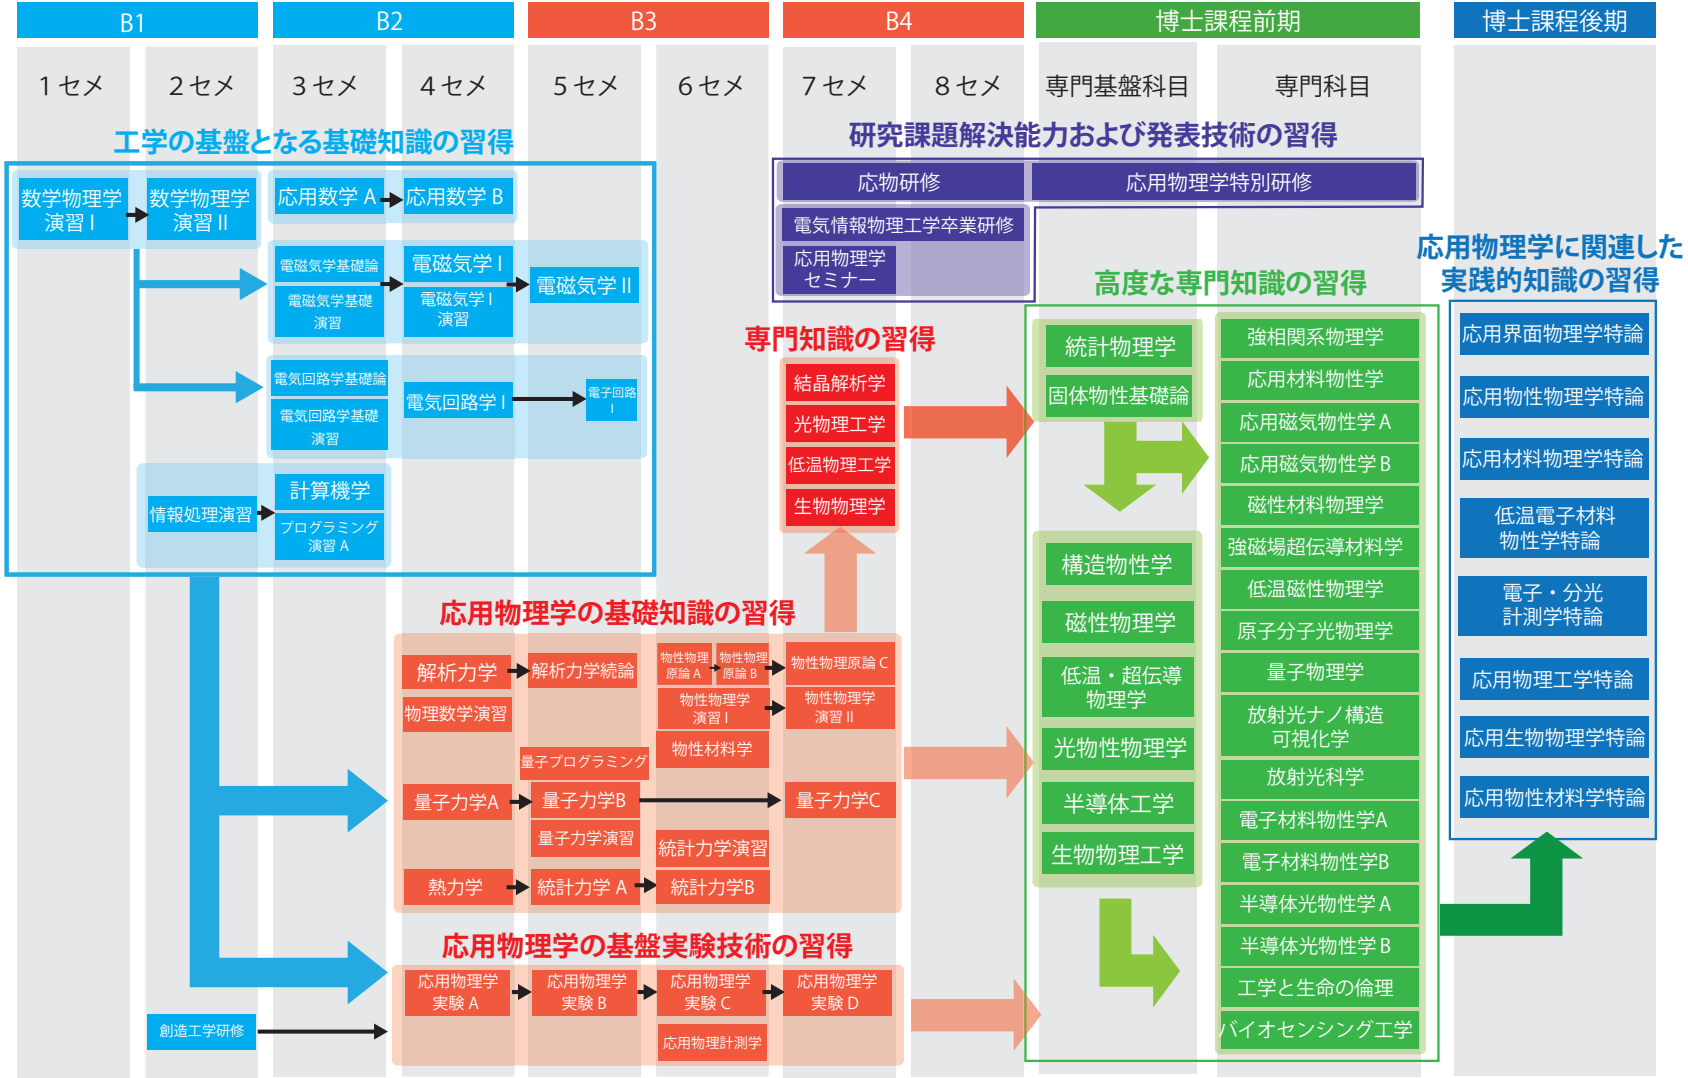 B1
B2
B3
B4
博士課程前期
博士課程後期
1 セメ
2 セメ
3 セメ
4 セメ
5 セメ
6 セメ
7 セメ
8 セメ
専門基盤科目
専門科目
工学の基盤となる基礎知識の習得
数学物理学
演習 I
数学物理学
演習 II
応用数学 A
応用数学 B
電磁気学基礎論
電磁気学基礎
演習
電磁気学 I
電磁気学 I
演習
電磁気学 II
電気回路学基礎論
電気回路学基礎
演習
電気回路学 I
電子回路
I
情報処理演習
計算機学
プログラミング
演習 A
研究課題解決能力および発表技術の習得
応物研修
応用物理学特別研修
電気情報物理工学卒業研修
応用物理学
セミナー
専門知識の習得
結晶解析学
光物理工学
低温物理工学
生物物理学
応用物理学の基礎知識の習得
解析力学
解析力学続論
物性物理
原論 A
物性物理
原論 B
物性物理原論 C
物理数学演習
物性物理学
演習 I
物性物理学
演習 II
物性材料学
量子プログラミング
量子力学A
量子力学B
量子力学C
量子力学演習
統計力学演習
熱力学
統計力学 A
統計力学B
応用物理学の基盤実験技術の習得
応用物理学
実験 A
応用物理学
実験 B
応用物理学
実験 C
応用物理学
実験 D
創造工学研修
応用物理計測学
高度な専門知識の習得
統計物理学
固体物性基礎論
構造物性学
磁性物理学
低温・超伝導
物理学
光物性物理学
半導体工学
生物物理工学
強相関系物理学
応用材料物性学
応用磁気物性学 A
応用磁気物性学 B
磁性材料物理学
強磁場超伝導材料学
低温磁性物理学
原子分子光物理学
量子物理学
放射光ナノ構造
可視化学
放射光科学
電子材料物性学A
電子材料物性学B
半導体光物性学 A
半導体光物性学 B
工学と生命の倫理
バイオセンシング工学
応用物理学に関連した
実践的知識の習得
応用界面物理学特論
応用物性物理学特論
応用材料物理学特論
低温電子材料
物性学特論
電子・分光
計測学特論
応用物理工学特論
応用生物物理学特論
応用物性材料学特論